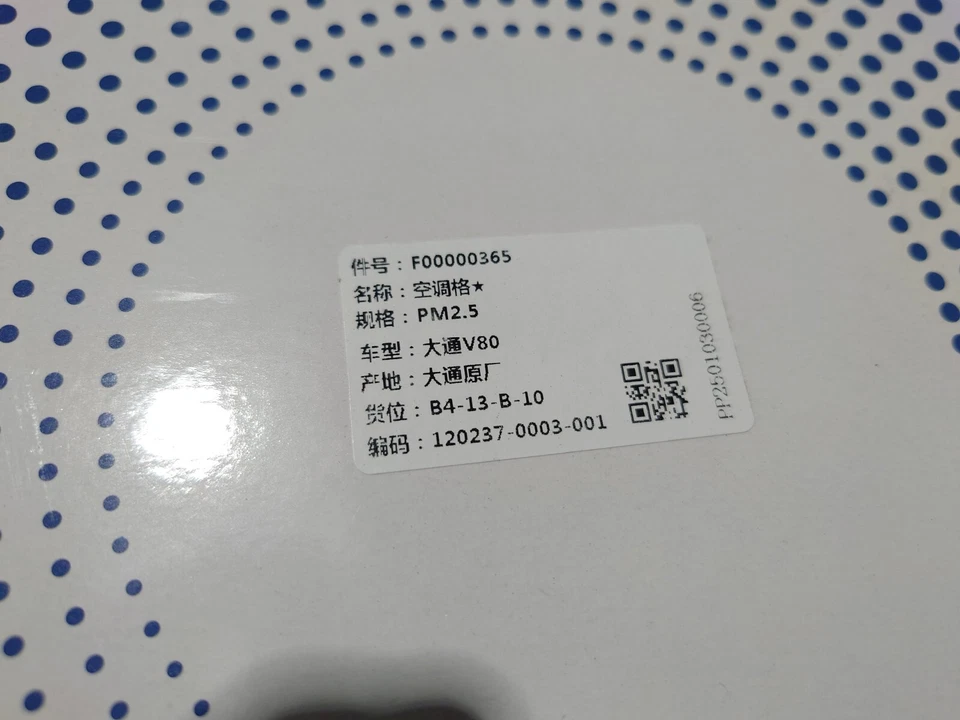 件号：F00000365
名称：空调格★
规格：PM2.5
车型：大通V80
产地：大通原厂
货位：B4-13-B-10
编码：120237-0003-001
PP2501030006